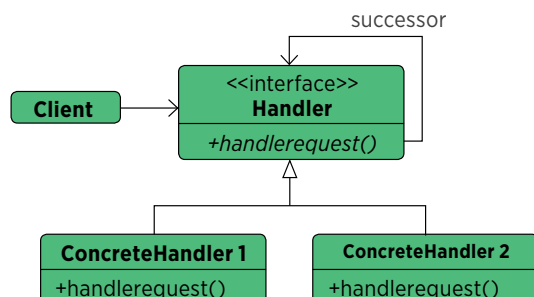 successor
<<interface>>
Handler
Client
+handlerequest()
ConcreteHandler 1
ConcreteHandler 2
+handlerequest()
+handlerequest()